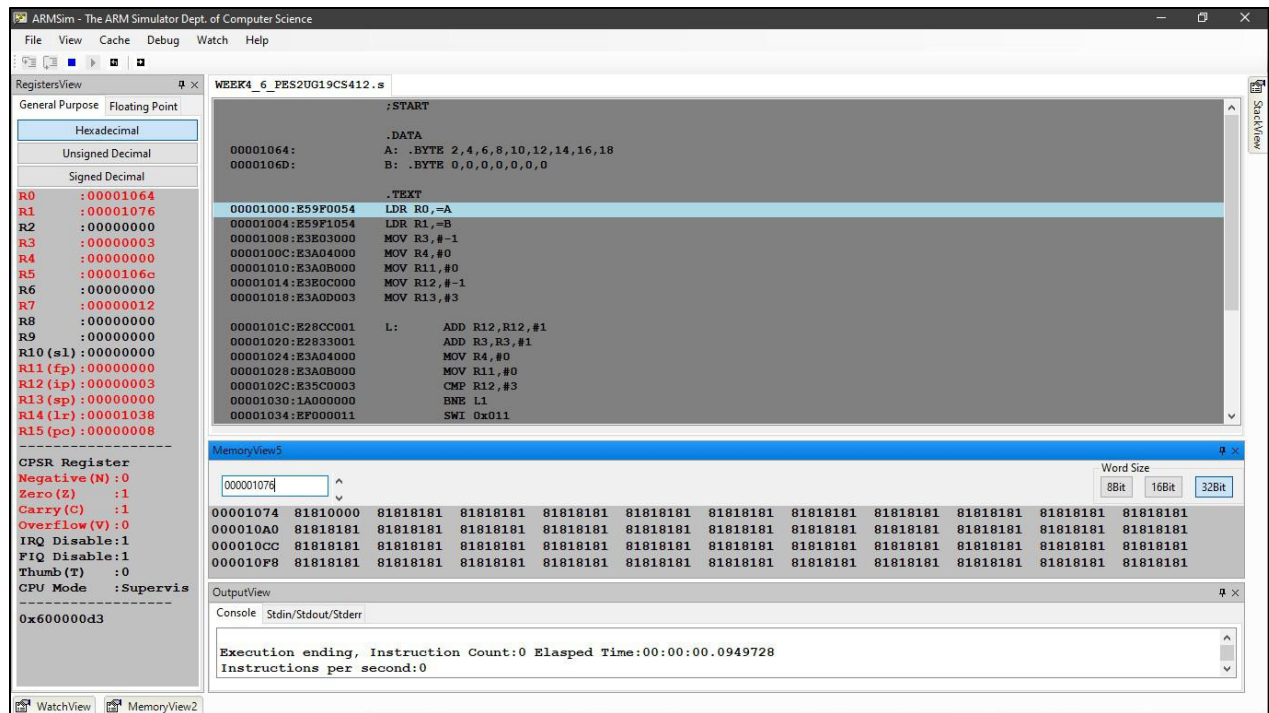 ARMSim - The ARM Simulator Dept. of Computer Science
File View Cache Debug Watch Help
RegistersView
General Purpose Floating Point
Hexadecimal
Unsigned Decimal
Signed Decimal
R0 :00001064
R1 :00001076
R2 :00000000
R3 :00000003
R4 :00000000
R5 :0000106c
R6 :00000000
R7 :00000012
R8 :00000000
R9 :00000000
R10(sl):00000000
R11(fp):00000000
R12(ip):00000003
R13(sp):00000000
R14(lr):00001038
R15(pc):00000008
------------------
CPSR Register
Negative(N):0
Zero(Z) :1
Carry(C) :1
Overflow(V):0
IRQ Disable:1
FIQ Disable:1
Thumb(T) :0
CPU Mode :Supervis
------------------
0x600000d3
WatchView MemoryView2
WEEK4_6_PES2UG19CS412.s
;START
.DATA
00001064: A: .BYTE 2,4,6,8,10,12,14,16,18
0000106D: B: .BYTE 0,0,0,0,0,0,0
.TEXT
00001000:E59F0054 LDR R0,=A
00001004:E59F1054 LDR R1,=B
00001008:E3E03000 MOV R3,#-1
0000100C:E3A04000 MOV R4,#0
00001010:E3A0B000 MOV R11,#0
00001014:E3E0C000 MOV R12,#-1
00001018:E3A0D003 MOV R13,#3
0000101C:E28CC001 L: ADD R12,R12,#1
00001020:E2833001 ADD R3,R3,#1
00001024:E3A04000 MOV R4,#0
00001028:E3A0B000 MOV R11,#0
0000102C:E35C0003 CMP R12,#3
00001030:1A000000 BNE L1
00001034:EF000011 SWI 0x011
StackView
MemoryView5
000001076
Word Size
8Bit 16Bit 32Bit
00001074 81810000 81818181 81818181 81818181 81818181 81818181 81818181 81818181 81818181 81818181 81818181
000010A0 81818181 81818181 81818181 81818181 81818181 81818181 81818181 81818181 81818181 81818181 81818181
000010CC 81818181 81818181 81818181 81818181 81818181 81818181 81818181 81818181 81818181 81818181 81818181
000010F8 81818181 81818181 81818181 81818181 81818181 81818181 81818181 81818181 81818181 81818181 81818181
OutputView
Console Stdin/Stdout/Stderr
Execution ending, Instruction Count:0 Elasped Time:00:00:00.0949728
Instructions per second:0